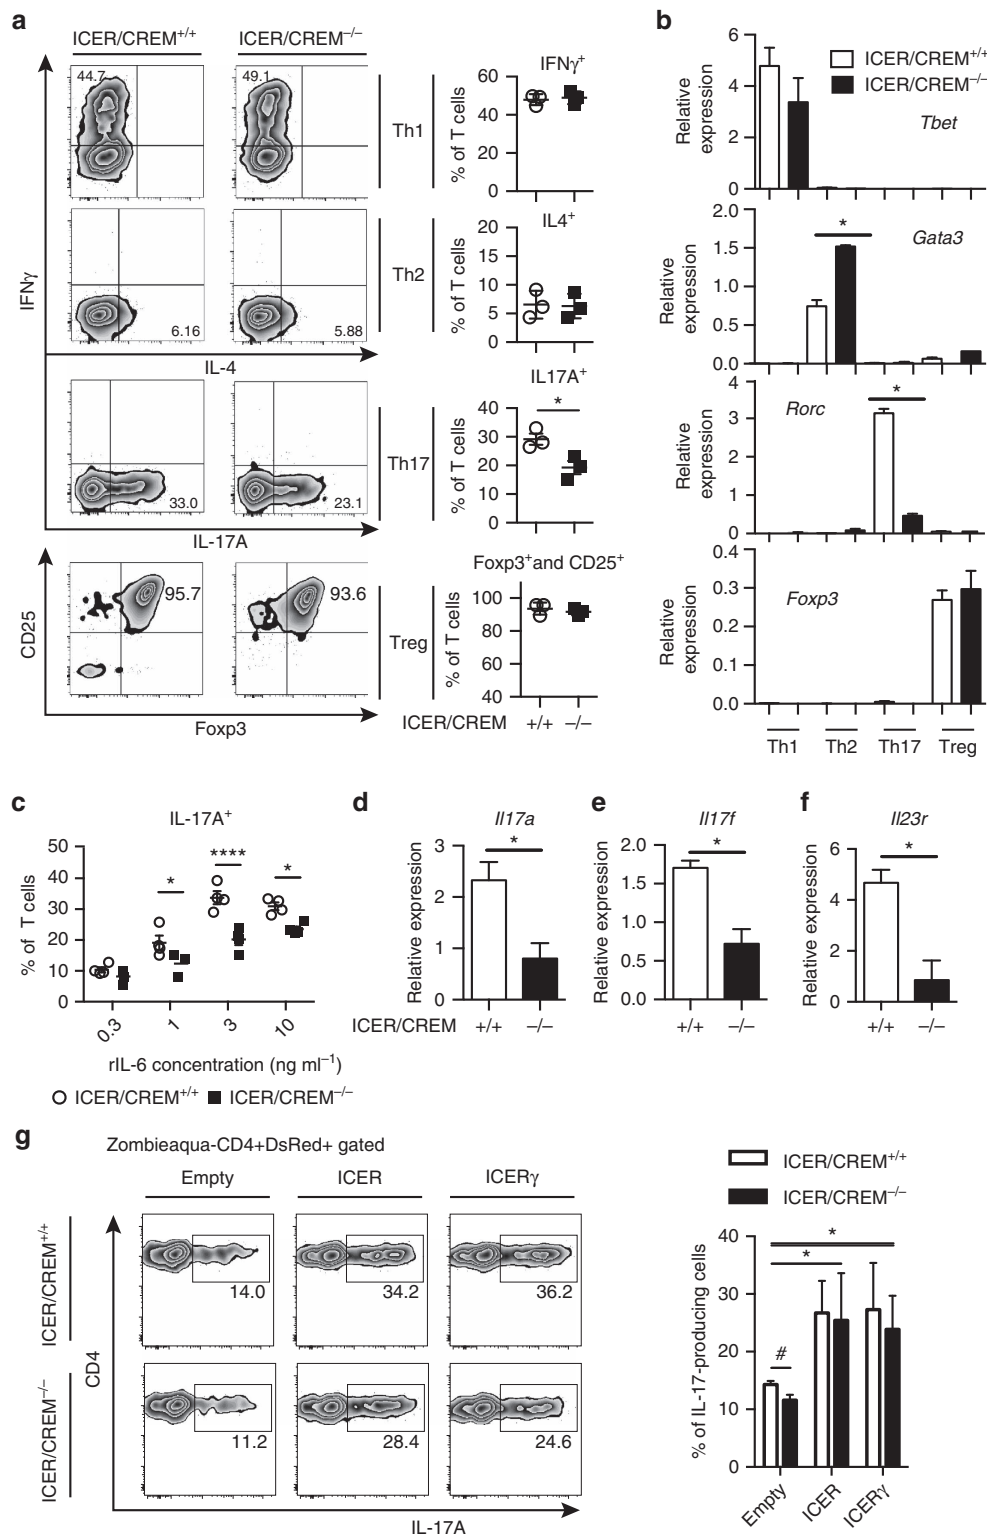 a
ICER/CREM+/+
ICER/CREM−/−
44.7
49.1
Th1
IFNγ+
% of T cells
60
40
20
0
6.16
5.88
Th2
IL4+
% of T cells
20
15
10
5
0
IFNγ
IL-4
33.0
23.1
Th17
IL17A+
*
% of T cells
40
30
20
10
0
IL-17A
95.7
93.6
Treg
Foxp3+and CD25+
% of T cells
100
80
60
40
CD25
Foxp3
ICER/CREM +/+ −/−
b
ICER/CREM+/+
ICER/CREM−/−
Relative
expression
6
4
2
0
Tbet
Relative
expression
2.0
1.5
1.0
0.5
0.0
*
Gata3
Relative
expression
4
3
2
1
0
Rorc
*
Relative
expression
0.4
0.3
0.2
0.1
0.0
Foxp3
Th1 Th2 Th17 Treg
c
IL-17A+
% of T cells
50
40
30
20
10
0
*
****
*
0.3 1 3 10
rIL-6 concentration (ng ml−1)
ICER/CREM+/+ ICER/CREM−/−
d
Il17a
*
Relative expression
3
2
1
0
ICER/CREM +/+ −/−
e
Il17f
*
Relative expression
2.0
1.5
1.0
0.5
0.0
+/+ −/−
f
Il23r
*
Relative expression
6
4
2
0
+/+ −/−
g
Zombieaqua-CD4+DsRed+ gated
Empty ICER ICERγ
ICER/CREM+/+
14.0 34.2 36.2
ICER/CREM−/−
11.2 28.4 24.6
CD4
IL-17A
ICER/CREM+/+
ICER/CREM−/−
% of IL-17-producing cells
40
30
20
10
0
*
*
#
Empty ICER ICERγ